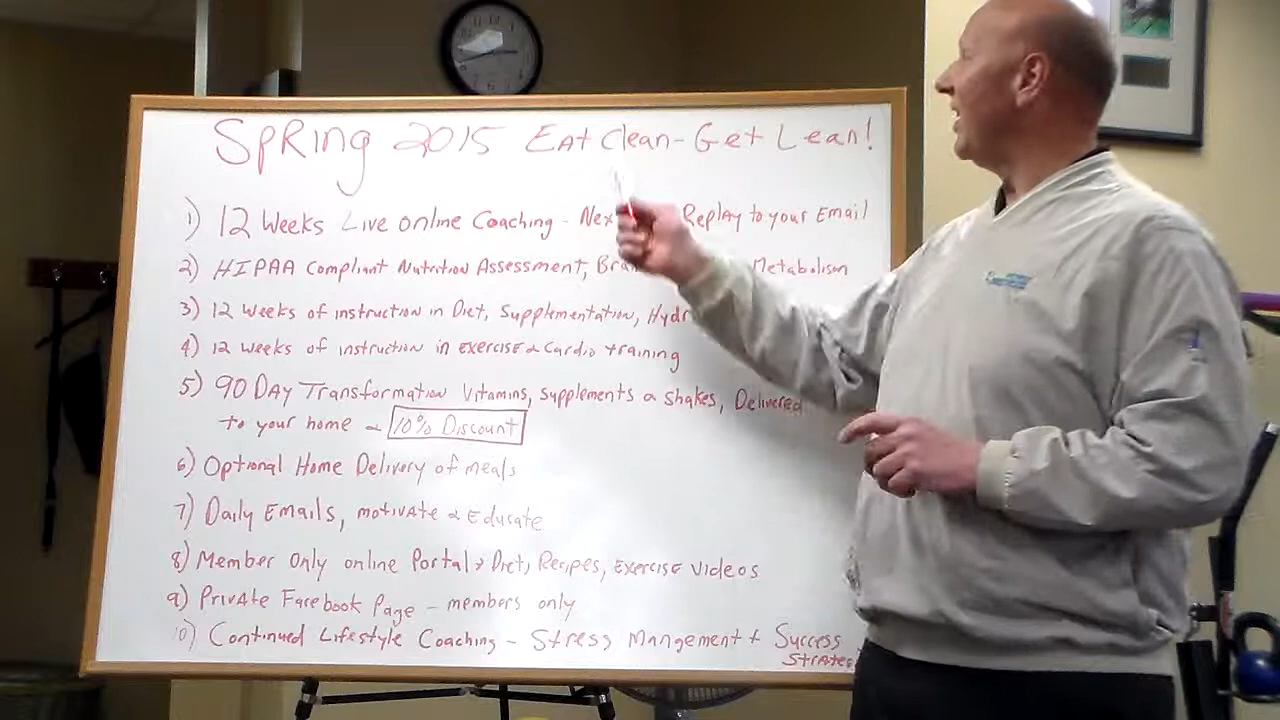 Spring 2015 Eat Clean - Get Lean!
1) 12 Weeks Live online Coaching - Replay to your Email
2) HIPAA Compliant Nutrition Assessment, Metabolism
3) 12 weeks of instruction in Diet, Supplementation,
4) 12 weeks of instruction in Exercise & Cardio training
5) 90 Day Transformation Vitamins, supplements & shakes, Delivered
to your home & 10% Discount
6) Optional Home Delivery of meals
7) Daily Emails, motivate & Educate
8) Member Only online Portal > Diet, Recipes, Exercise videos
9) Private Facebook Page - members only
10) Continued Lifestyle Coaching - Stress Mangement + Success